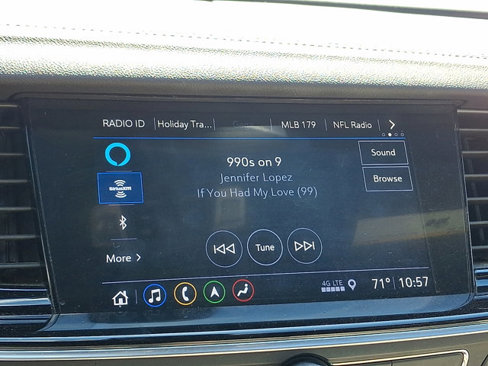 RADIO ID Holiday Tra... MLB 179 NFL Radio
Sound
990s on 9
Jennifer Lopez
Browse
SIRIUSXM
If You Had My Love (99)
Tune
More
4G LTE
71° 10:57